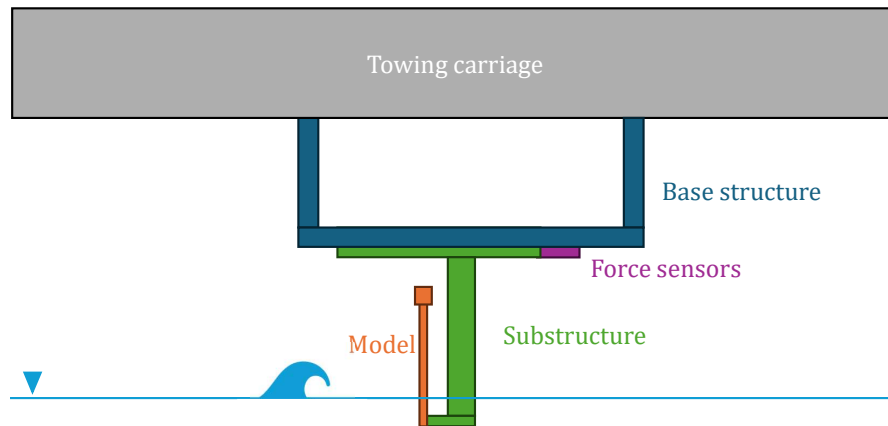 Towing carriage
Base structure
Force sensors
Model
Substructure